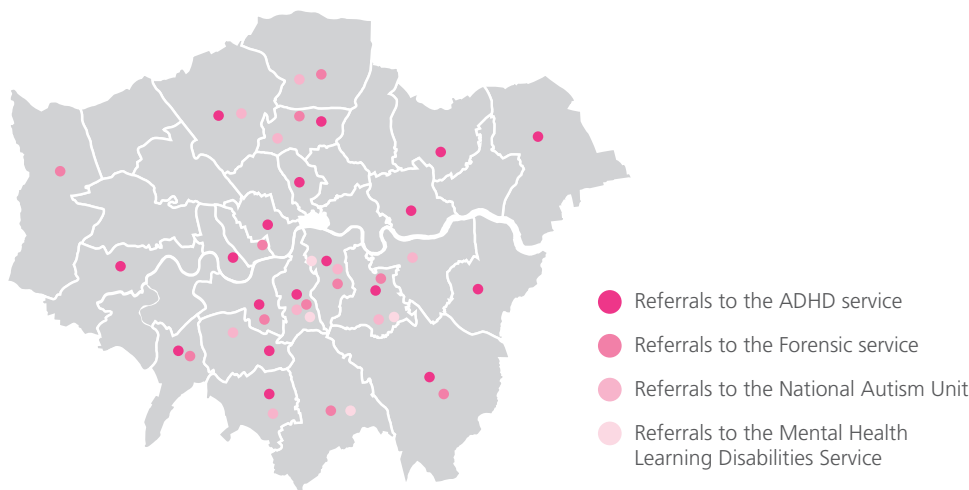 Referrals to the ADHD service
Referrals to the Forensic service
Referrals to the National Autism Unit
Referrals to the Mental Health
Learning Disabilities Service